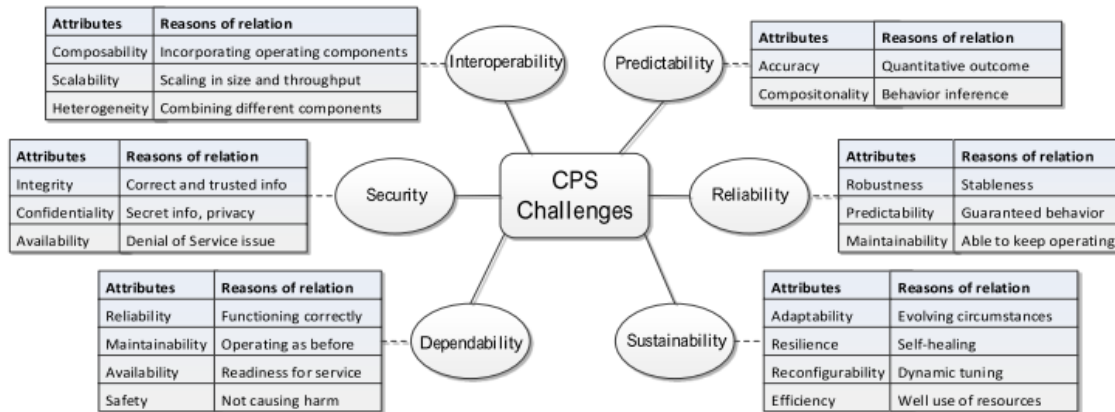 Attributes Reasons of relation
Composability Incorporating operating components
Scalability Scaling in size and throughput
Heterogeneity Combining different components
Interoperability
Predictability
Attributes Reasons of relation
Accuracy Quantitative outcome
Compositonality Behavior inference
Attributes Reasons of relation
Integrity Correct and trusted info
Confidentiality Secret info, privacy
Availability Denial of Service issue
Security
CPS
Challenges
Reliability
Attributes Reasons of relation
Robustness Stableness
Predictability Guaranteed behavior
Maintainability Able to keep operating
Attributes Reasons of relation
Reliability Functioning correctly
Maintainability Operating as before
Availability Readiness for service
Safety Not causing harm
Dependability
Sustainability
Attributes Reasons of relation
Adaptability Evolving circumstances
Resilience Self-healing
Reconfigurability Dynamic tuning
Efficiency Well use of resources